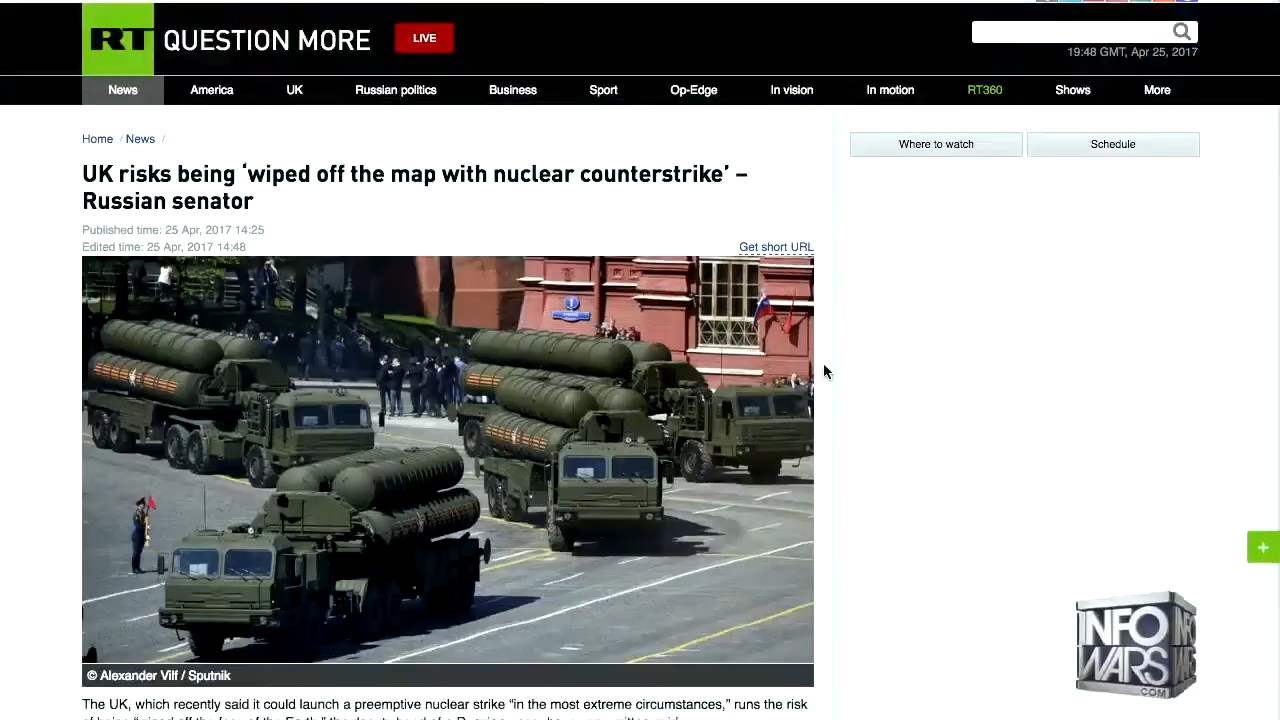 RT QUESTION MORE
LIVE
19:48 GMT, Apr 25, 2017
News America UK Russian politics Business Sport Op-Edge In vision In motion RT360 Shows More
Home / News /
Where to watch Schedule
UK risks being ‘wiped off the map with nuclear counterstrike’ –
Russian senator
Published time: 25 Apr, 2017 14:25
Edited time: 25 Apr, 2017 14:48
Get short URL
© Alexander Vilf / Sputnik
INFO
WARS
.COM
The UK, which recently said it could launch a preemptive nuclear strike “in the most extreme circumstances,” runs the risk